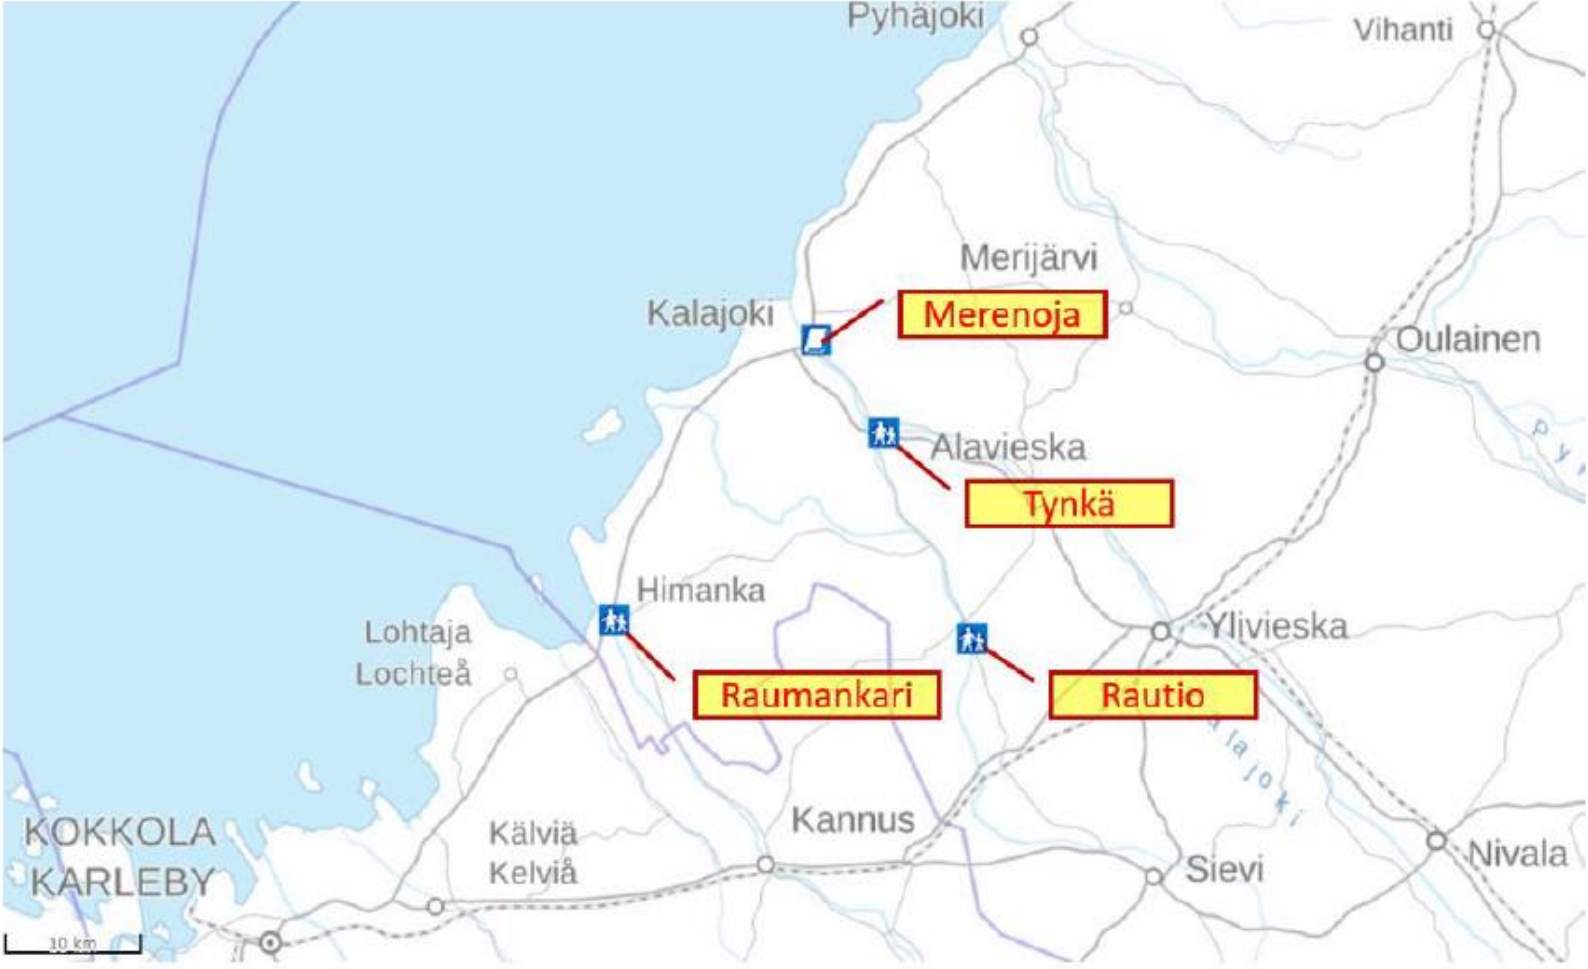 Pyhäjoki
Vihanti
Merijärvi
Kalajoki
Merenoja
Oulainen
Alavieska
Tynkä
Himanka
Lohtaja
Lochteå
Ylivieska
Raumankari
Rautio
alajoki
KOKKOLA
KARLEBY
Kälviä
Kelviå
Kannus
Sievi
Nivala
10 km